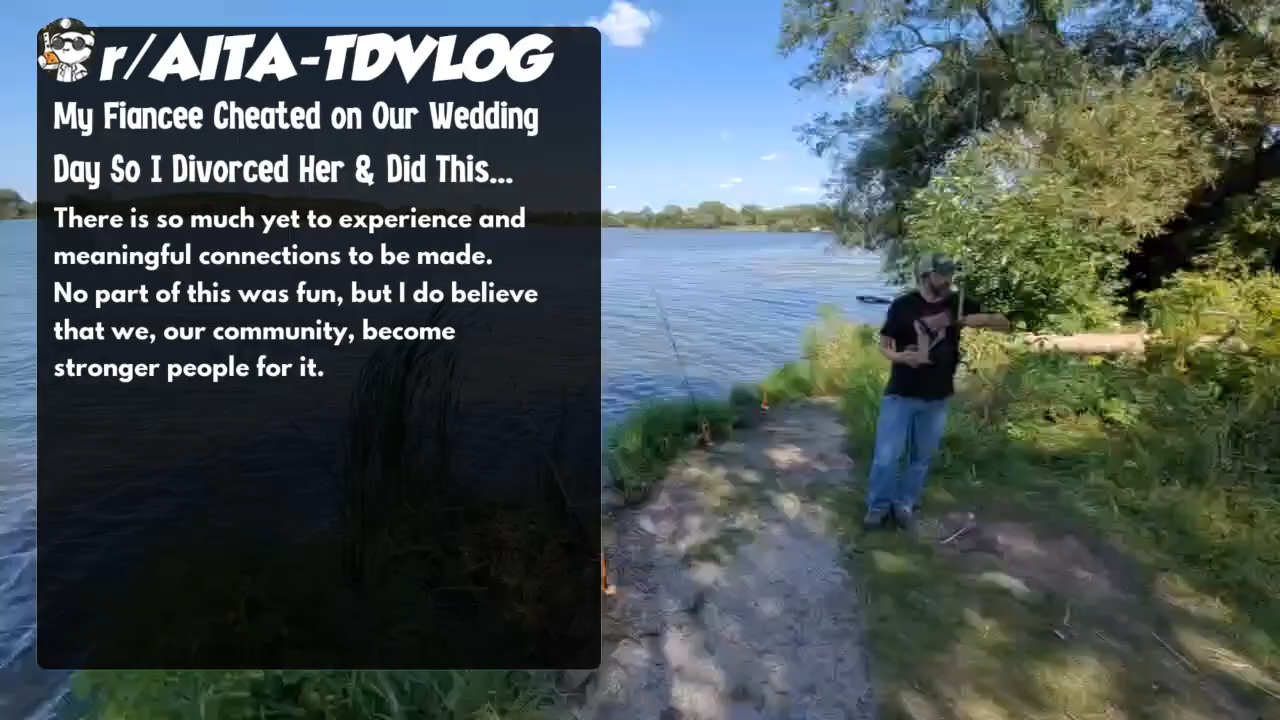 r/AITA-TDVLOG
My Fiancee Cheated on Our Wedding
Day So I Divorced Her & Did This...
There is so much yet to experience and
meaningful connections to be made.
No part of this was fun, but I do believe
that we, our community, become
stronger people for it.